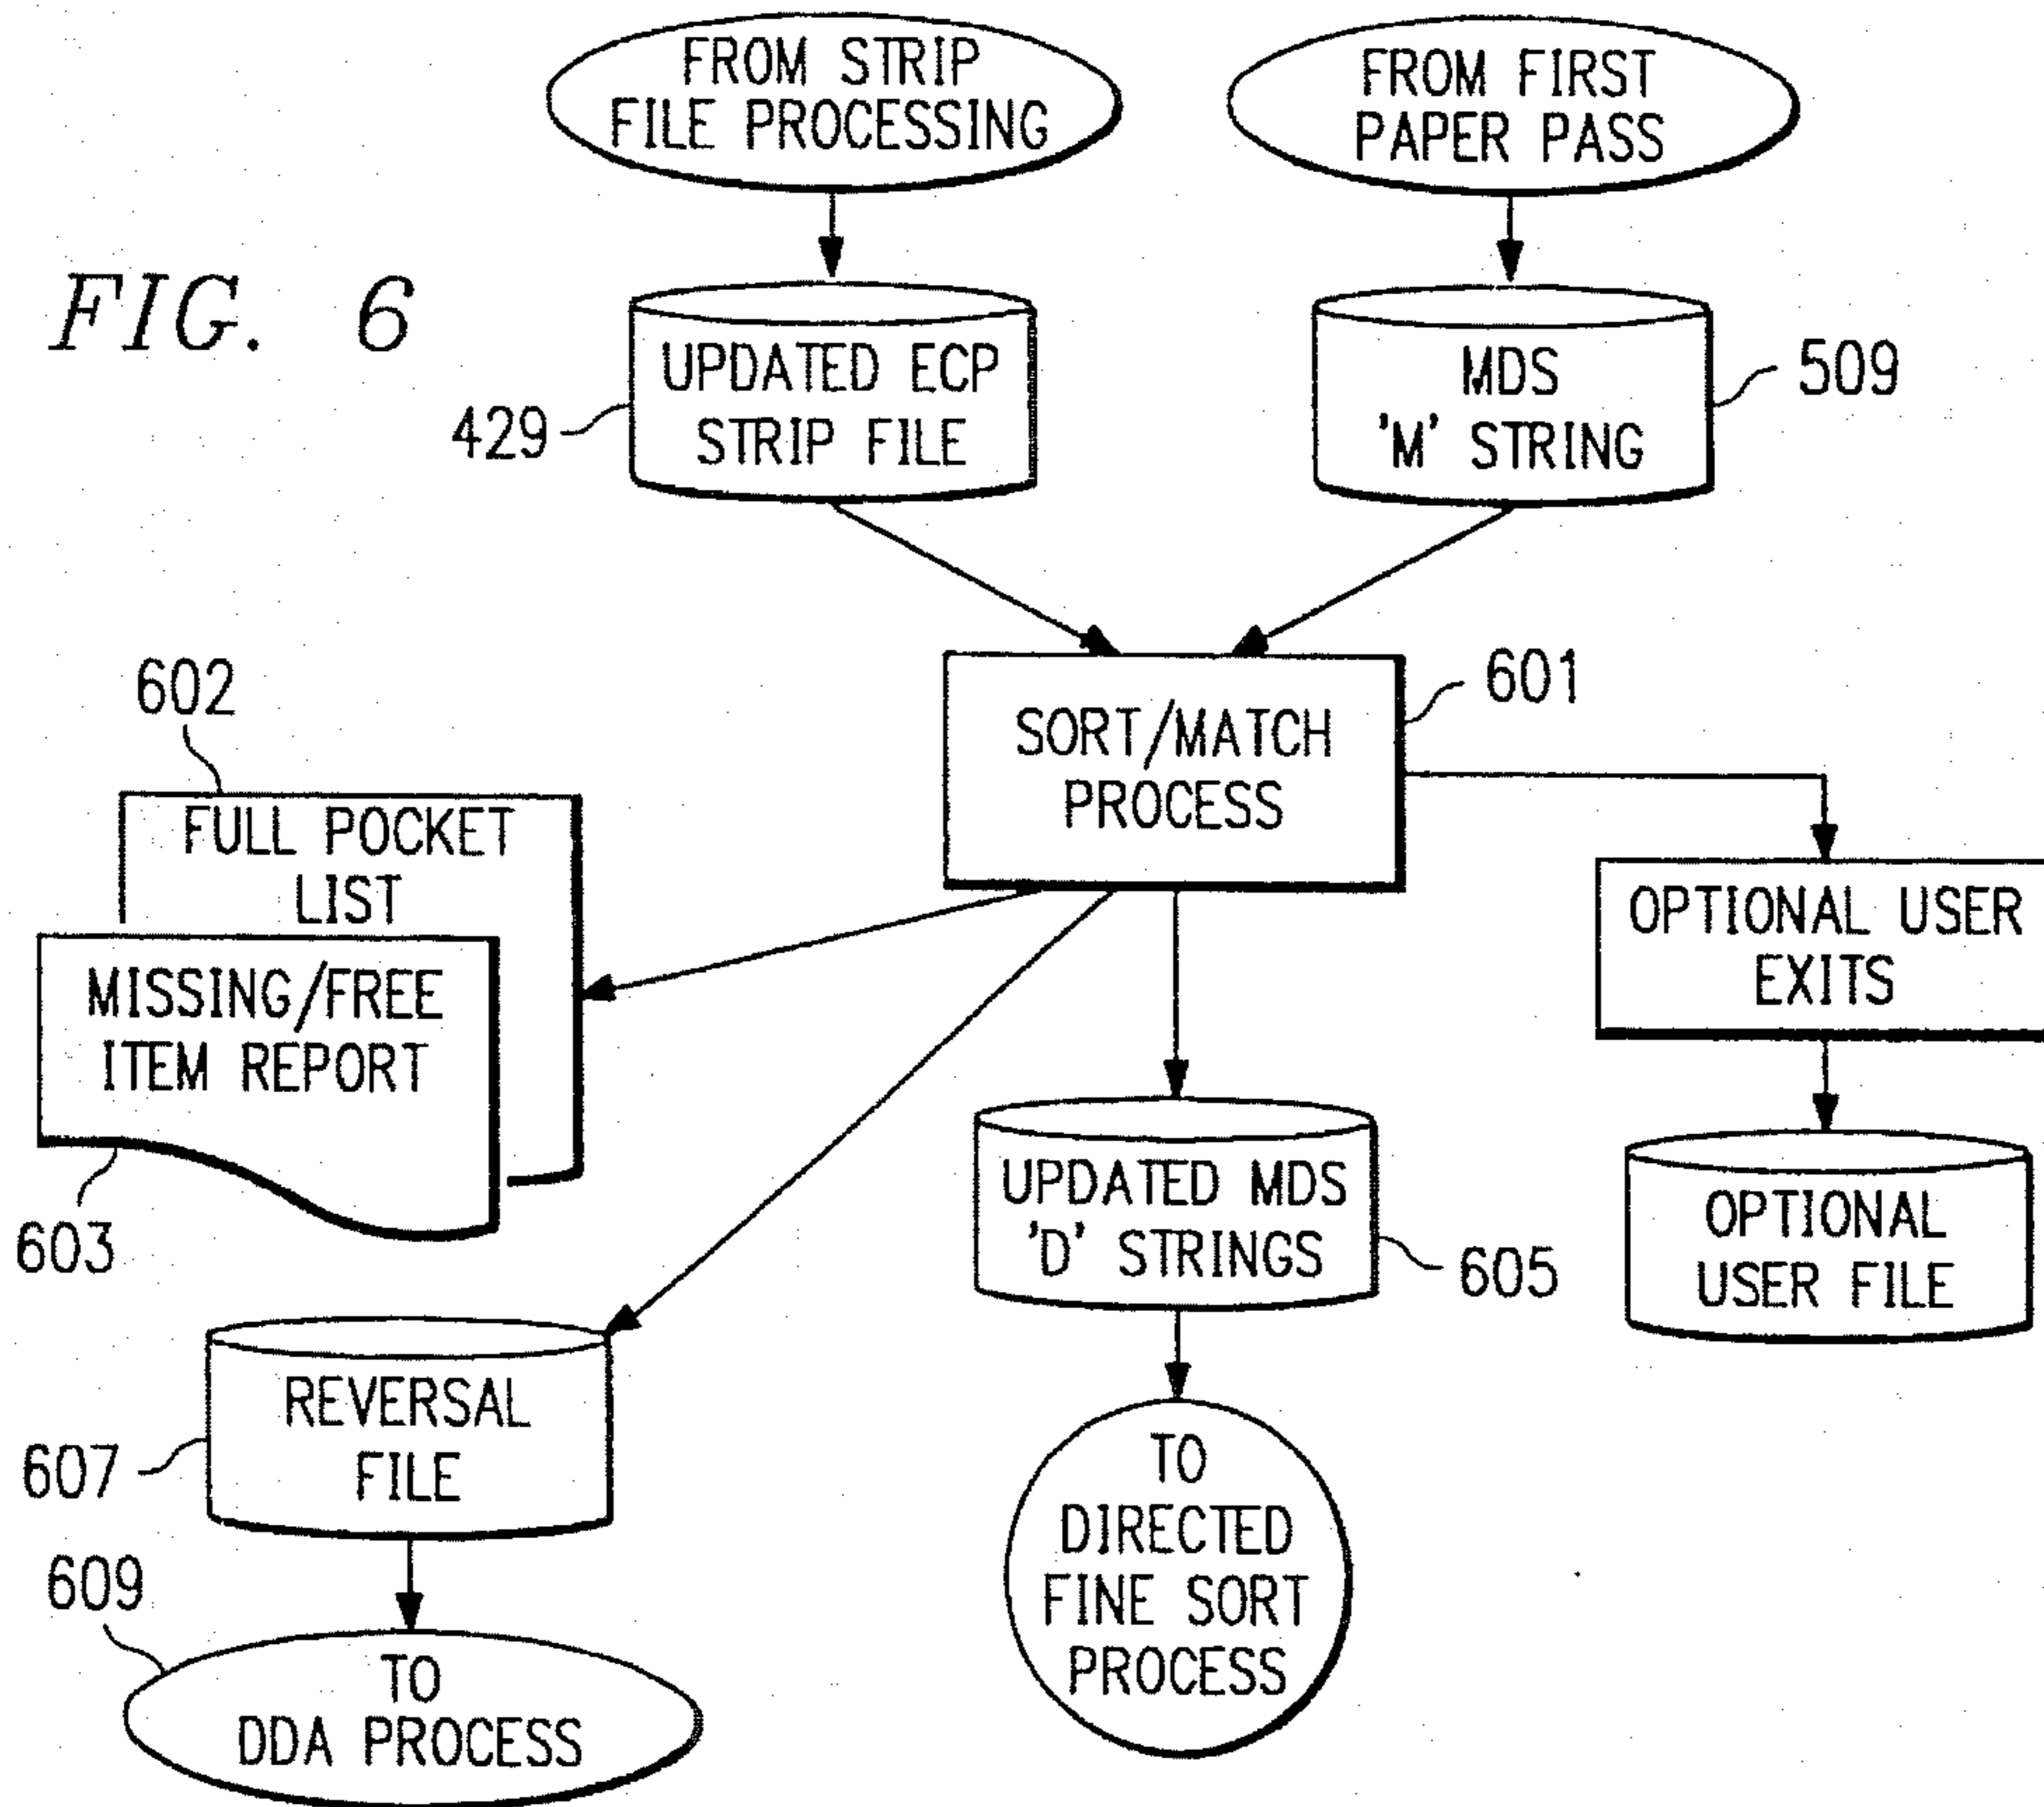 FROM STRIP
FILE PROCESSING
FROM FIRST
PAPER PASS
FIG. 6
UPDATED ECP
STRIP FILE
429
MDS
'M' STRING
509
SORT/MATCH
PROCESS
601
602
FULL POCKET
LIST
MISSING/FREE
ITEM REPORT
603
OPTIONAL USER
EXITS
UPDATED MDS
'D' STRINGS
605
OPTIONAL
USER FILE
REVERSAL
FILE
607
TO
DIRECTED
FINE SORT
PROCESS
609
TO
DDA PROCESS